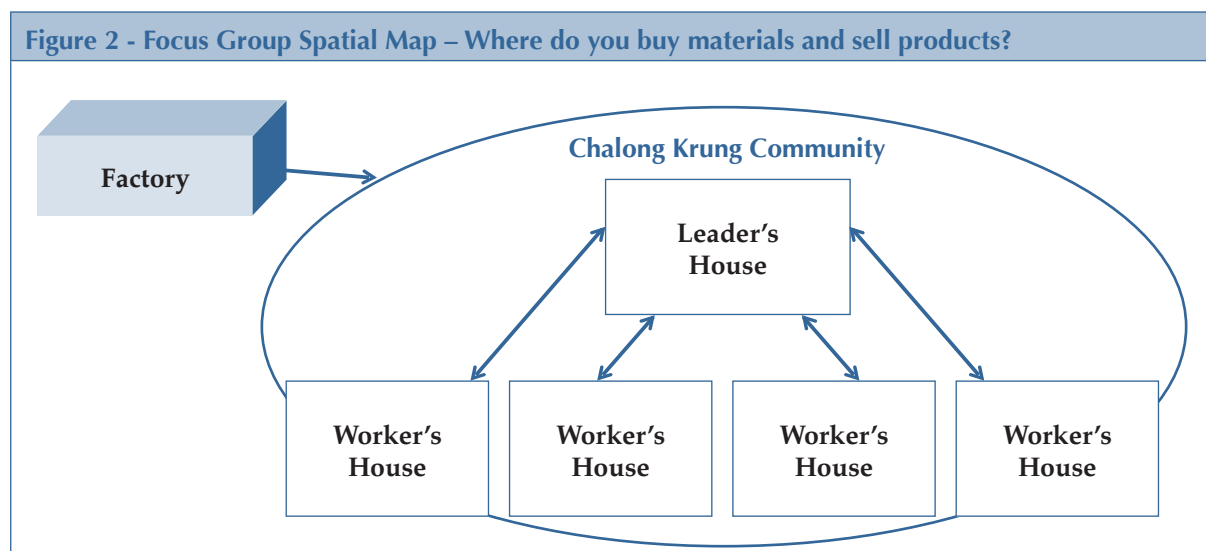 Figure 2 - Focus Group Spatial Map – Where do you buy materials and sell products?
Factory
Chalong Krung Community
Leader's
House
Worker's
House
Worker's
House
Worker's
House
Worker's
House